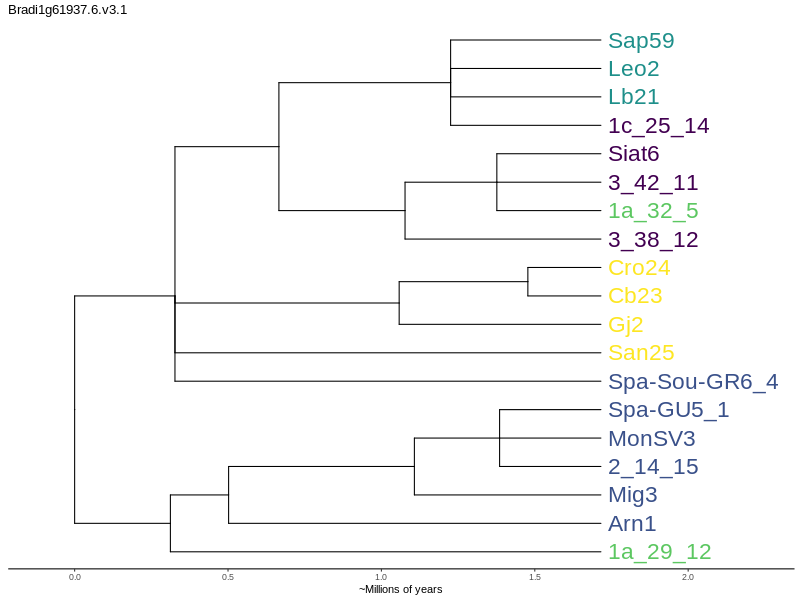 Bradi1g61937.6.v3.1
Sap59
Leo2
Lb21
1c_25_14
Siat6
3_42_11
1a_32_5
3_38_12
Cro24
Cb23
Gj2
San25
Spa-Sou-GR6_4
Spa-GU5_1
MonSV3
2_14_15
Mig3
Arn1
1a_29_12
0.0 0.5 1.0 1.5 2.0
~Millions of years